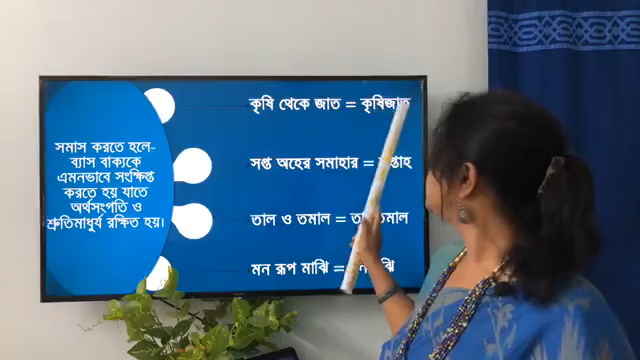 সমাস করতে হলে-
ব্যাস বাক্যকে
এমনভাবে সংক্ষিপ্ত
করতে হয় যাতে
অর্থসংগতি ও
শ্রুতিমাধুর্য রক্ষিত হয়।
কৃষি থেকে জাত = কৃষিজাত
সপ্ত অহের সমাহার =
তাল ও তমাল =
মন রূপ মাঝি =